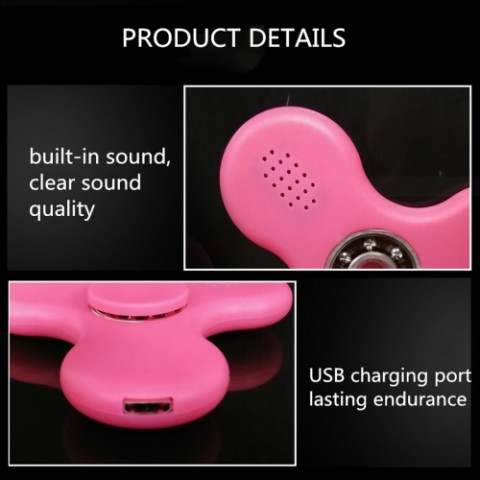 PRODUCT DETAILS
built-in sound,
clear sound
quality
USB charging port
lasting endurance